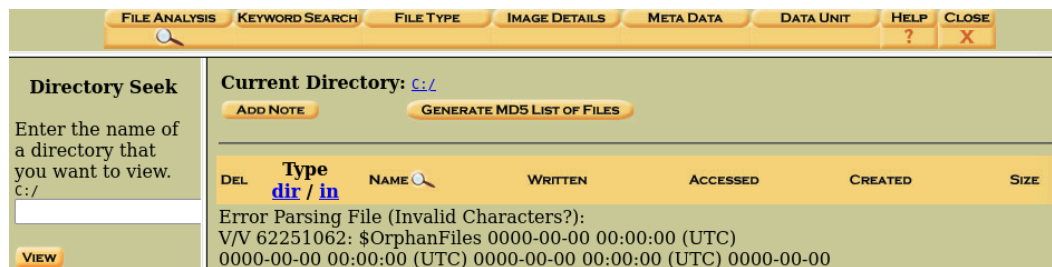 FILE ANALYSIS KEYWORD SEARCH FILE TYPE IMAGE DETAILS META DATA DATA UNIT HELP CLOSE
? X
Directory Seek
Enter the name of
a directory that
you want to view.
C:/
VIEW
Current Directory: C:/
ADD NOTE GENERATE MD5 LIST OF FILES
DEL Type dir / in NAME WRITTEN ACCESSED CREATED SIZE
Error Parsing File (Invalid Characters?):
V/V 62251062: $OrphanFiles 0000-00-00 00:00:00 (UTC)
0000-00-00 00:00:00 (UTC) 0000-00-00 00:00:00 (UTC) 0000-00-00